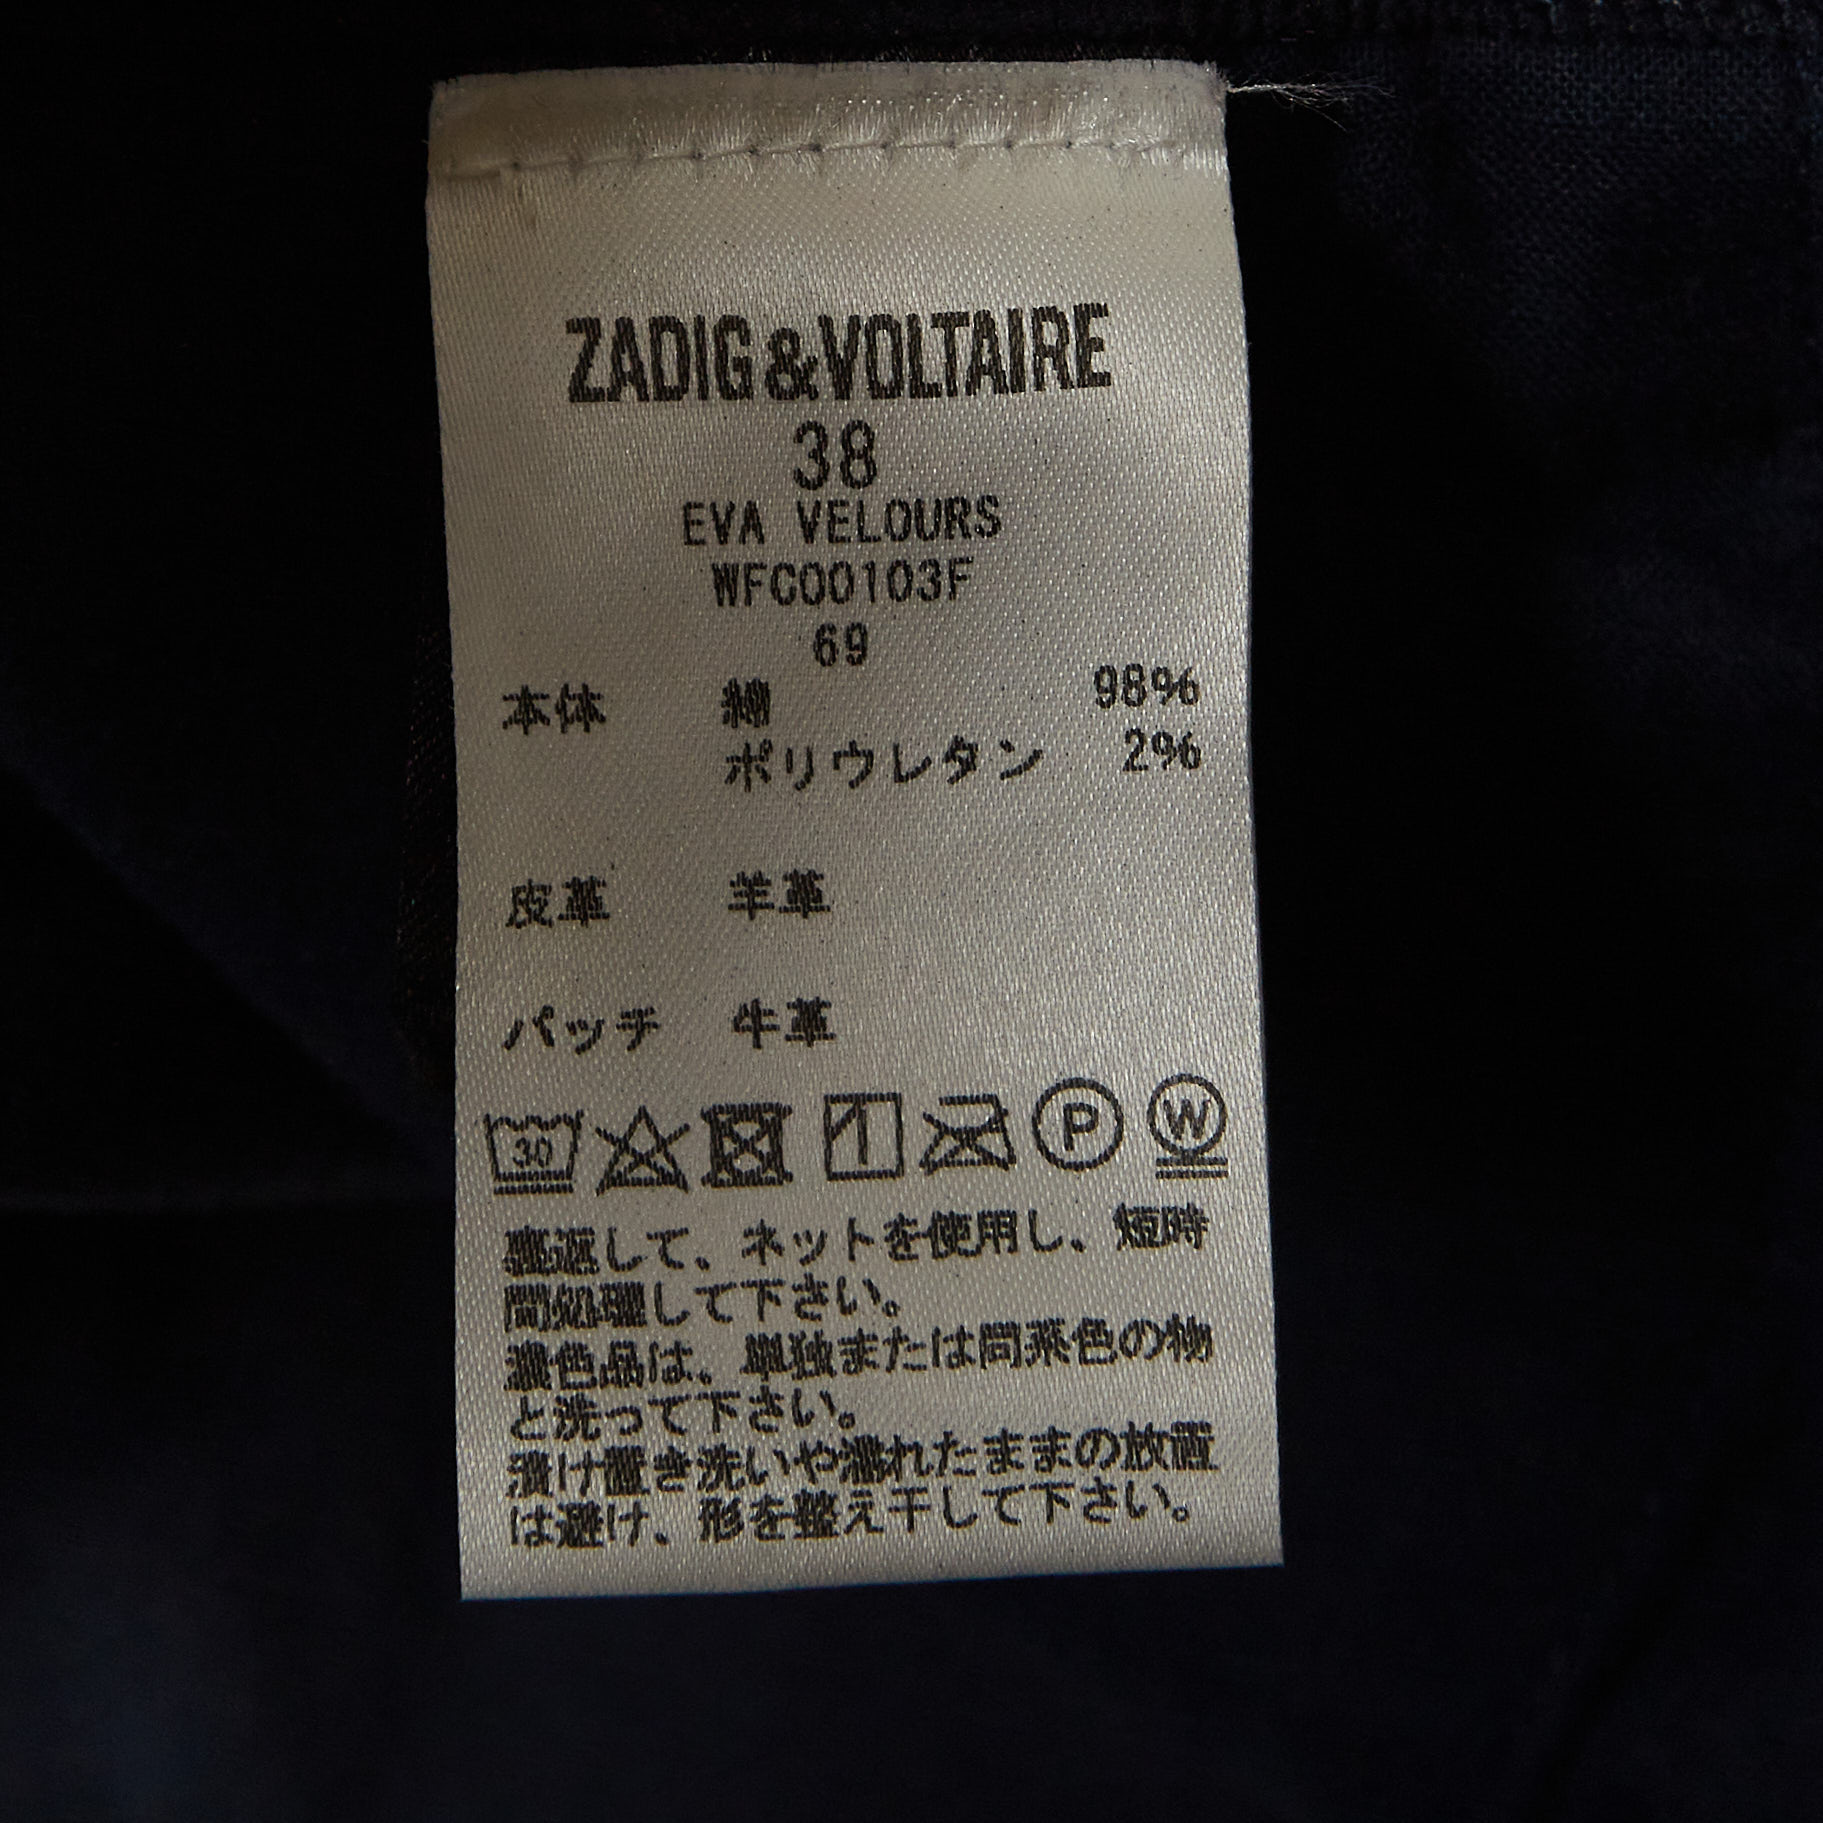 ZADIG&VOLTAIRE
38
EVA VELOURS
WFC00103F
69
本体 綿 98%
ポリウレタン 2%
皮革 羊革
パッチ 牛革
30 P W
裏返して、ネットを使用し、短時
間処理して下さい。
濃色品は、単独または同系色の物
と洗って下さい。
漬け置き洗いや濡れたままの放置
は避け、形を整え干して下さい。